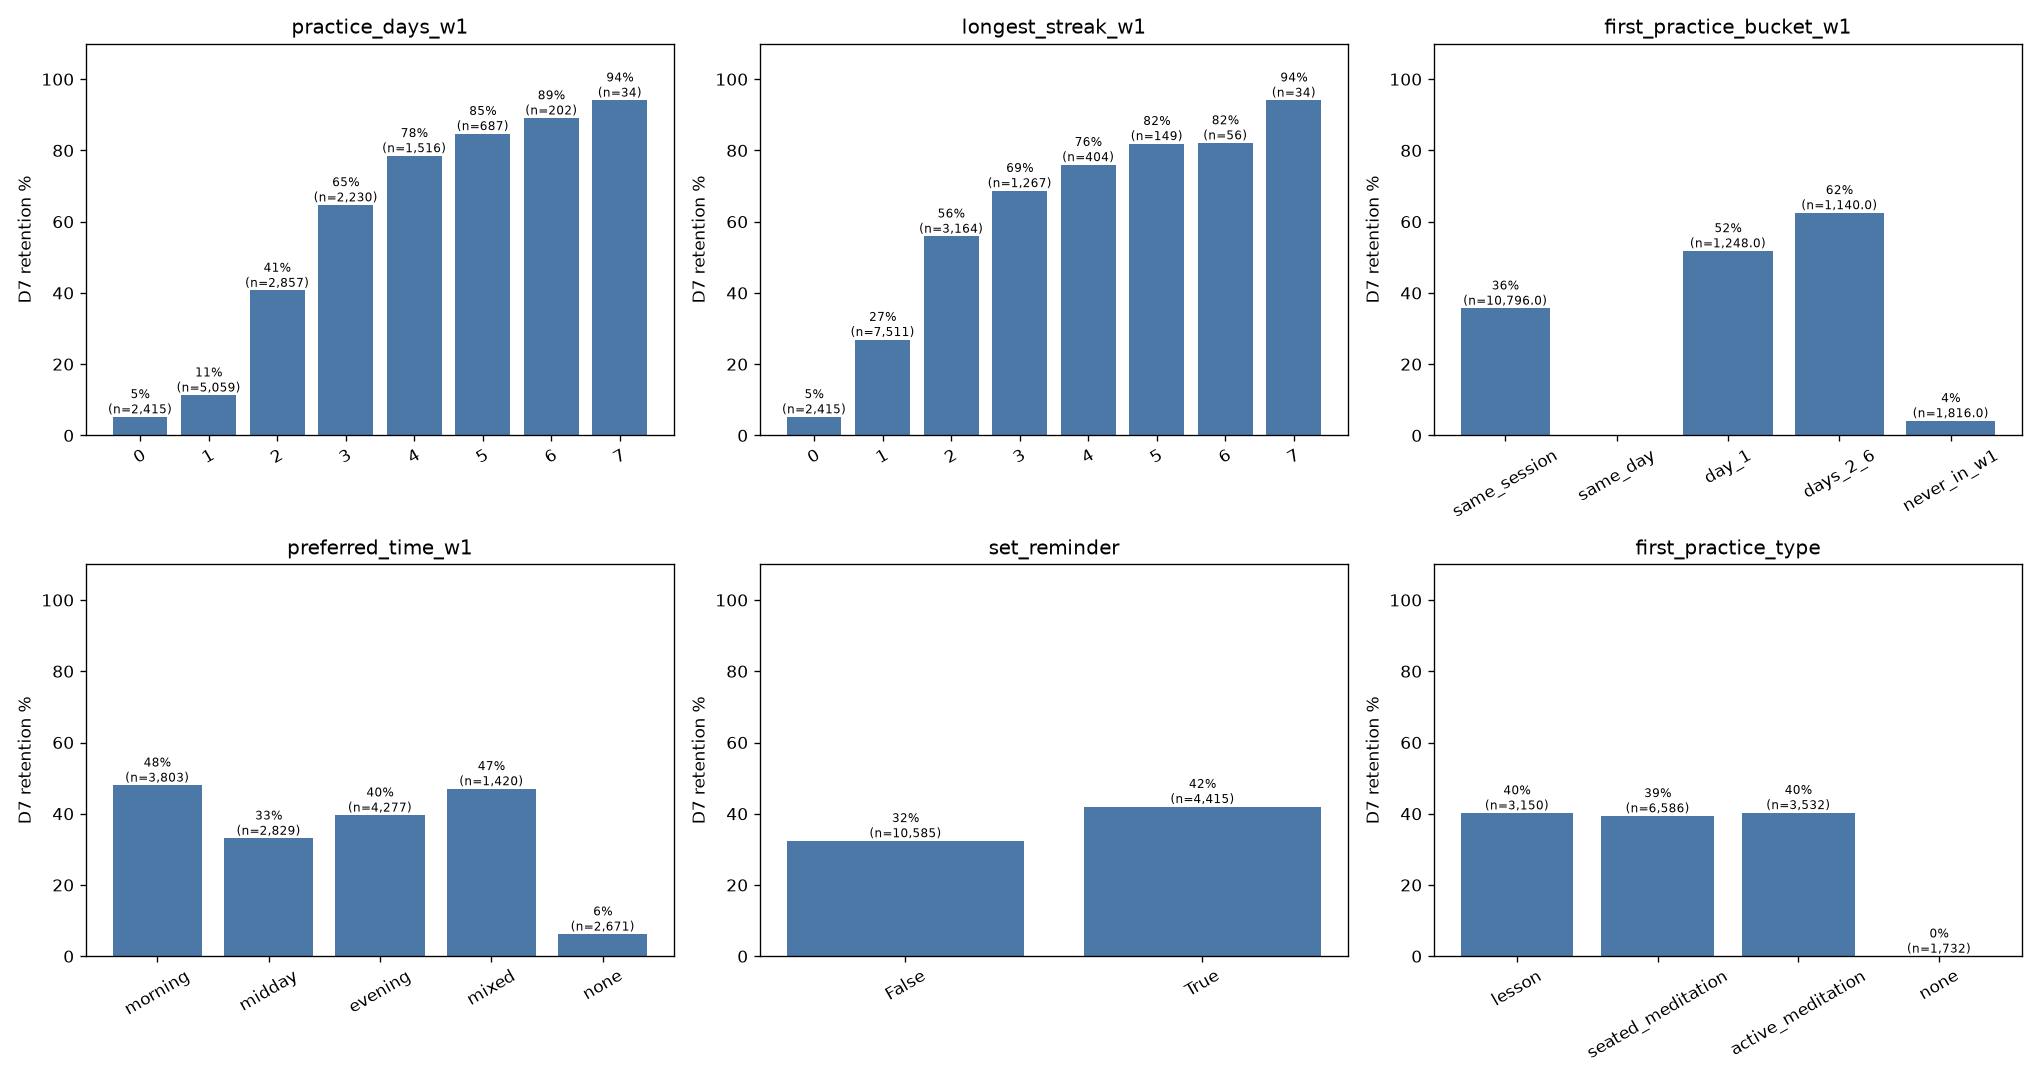 practice_days_w1
D7 retention %
100
80
60
40
20
0
5%
(n=2,415)
11%
(n=5,059)
41%
(n=2,857)
65%
(n=2,230)
78%
(n=1,516)
85%
(n=687)
89%
(n=202)
94%
(n=34)
0 1 2 3 4 5 6 7
longest_streak_w1
D7 retention %
100
80
60
40
20
0
5%
(n=2,415)
27%
(n=7,511)
56%
(n=3,164)
69%
(n=1,267)
76%
(n=404)
82%
(n=149)
82%
(n=56)
94%
(n=34)
0 1 2 3 4 5 6 7
first_practice_bucket_w1
D7 retention %
100
80
60
40
20
0
36%
(n=10,796.0)
52%
(n=1,248.0)
62%
(n=1,140.0)
4%
(n=1,816.0)
same_session
same_day
day_1
days_2_6
never_in_w1
preferred_time_w1
D7 retention %
100
80
60
40
20
0
48%
(n=3,803)
33%
(n=2,829)
40%
(n=4,277)
47%
(n=1,420)
6%
(n=2,671)
morning
midday
evening
mixed
none
set_reminder
D7 retention %
100
80
60
40
20
0
32%
(n=10,585)
42%
(n=4,415)
False
True
first_practice_type
D7 retention %
100
80
60
40
20
0
40%
(n=3,150)
39%
(n=6,586)
40%
(n=3,532)
0%
(n=1,732)
lesson
seated_meditation
active_meditation
none